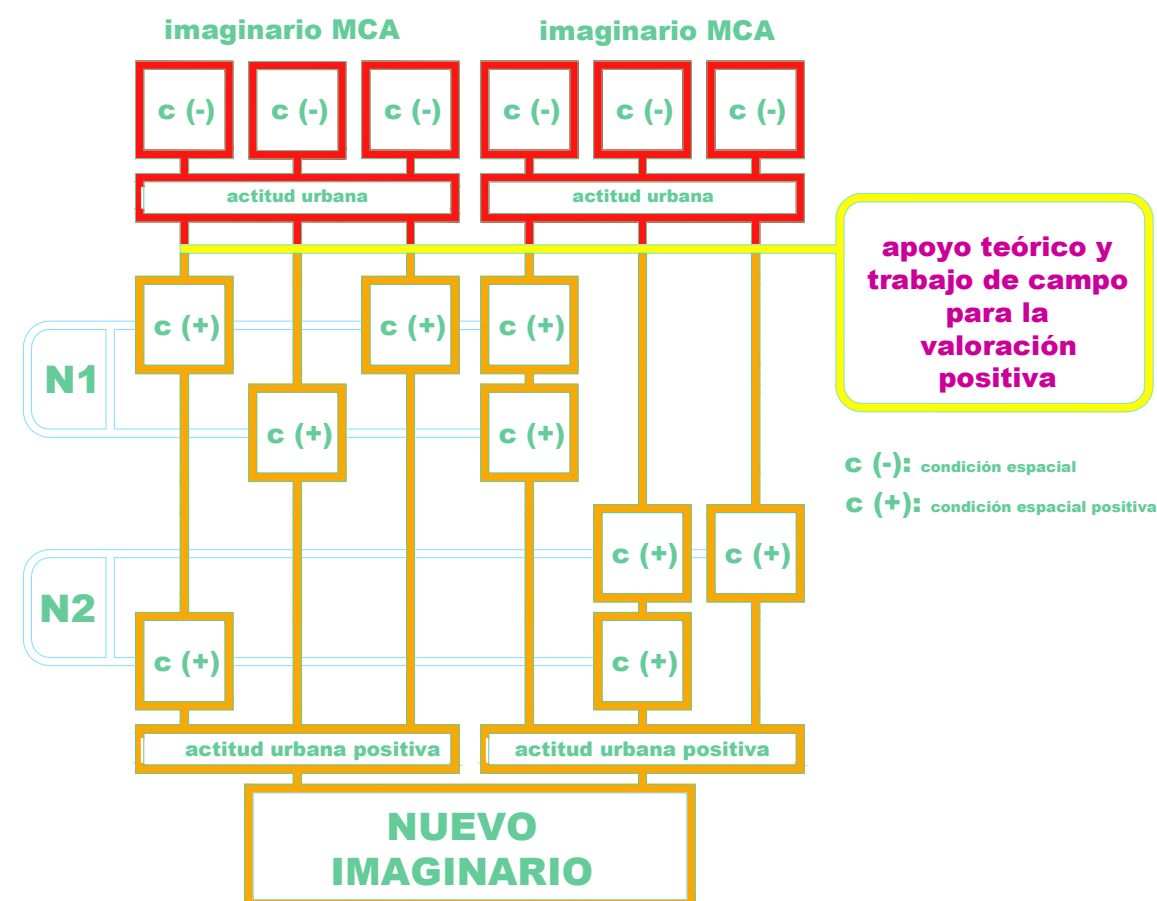 imaginario MCA
imaginario MCA
c (-)
c (-)
c (-)
c (-)
c (-)
c (-)
actitud urbana
actitud urbana
apoyo teórico y
trabajo de campo
para la
valoración
positiva
N1
c (+)
c (+)
c (+)
c (+)
c (+)
c (-): condición espacial
c (+): condición espacial positiva
N2
c (+)
c (+)
c (+)
c (+)
actitud urbana positiva
actitud urbana positiva
NUEVO
IMAGINARIO